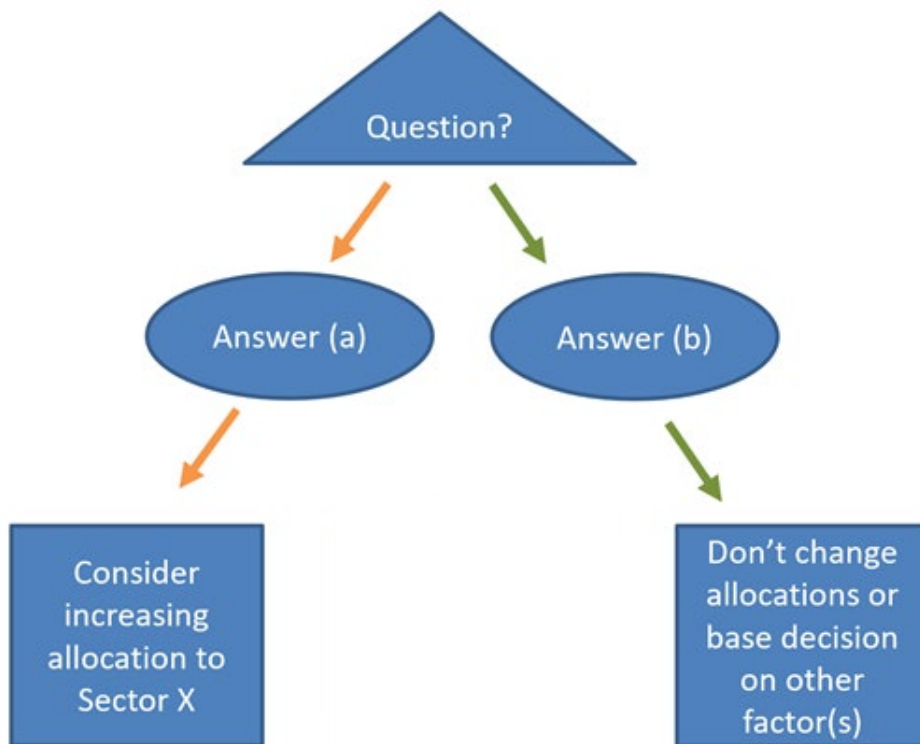 Question?
Answer (a)
Answer (b)
Consider
increasing
allocation to
Sector X
Don’t change
allocations or
base decision
on other
factor(s)